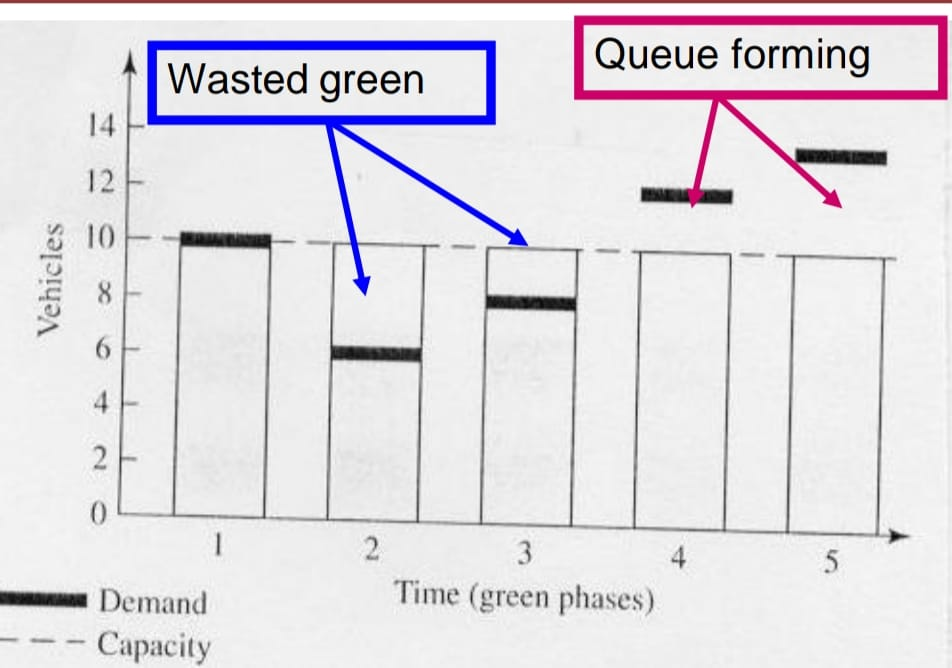 Wasted green
Queue forming
Vehicles
14
12
10
8
6
4
2
0
1
2
3
4
5
Time (green phases)
Demand
Capacity